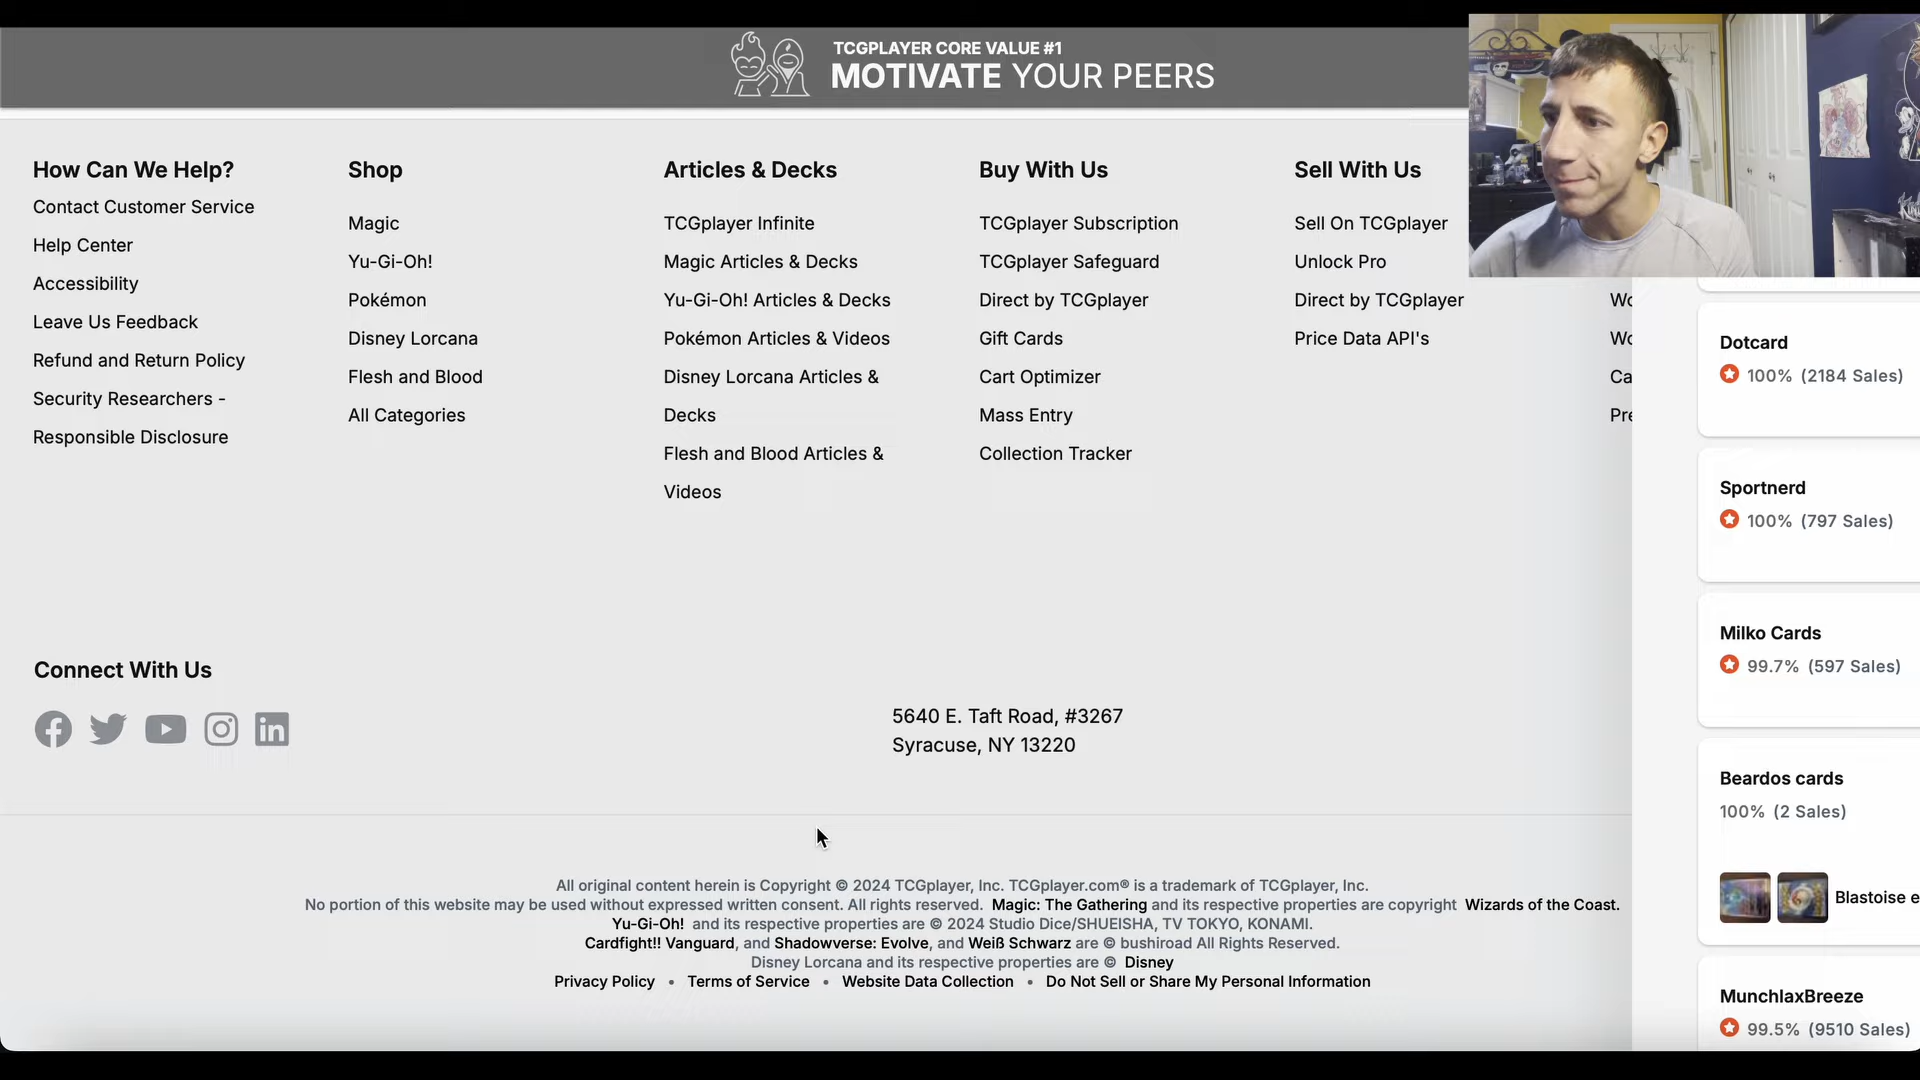 TCGPLAYER CORE VALUE #1
MOTIVATE YOUR PEERS
How Can We Help?
Contact Customer Service
Help Center
Accessibility
Leave Us Feedback
Refund and Return Policy
Security Researchers -
Responsible Disclosure
Shop
Magic
Yu-Gi-Oh!
Pokémon
Disney Lorcana
Flesh and Blood
All Categories
Articles & Decks
TCGplayer Infinite
Magic Articles & Decks
Yu-Gi-Oh! Articles & Decks
Pokémon Articles & Videos
Disney Lorcana Articles &
Decks
Flesh and Blood Articles &
Videos
Buy With Us
TCGplayer Subscription
TCGplayer Safeguard
Direct by TCGplayer
Gift Cards
Cart Optimizer
Mass Entry
Collection Tracker
Sell With Us
Sell On TCGplayer
Unlock Pro
Direct by TCGplayer
Price Data API's
Wo
Wo
Ca
Pre
Dotcard
100% (2184 Sales)
Sportnerd
100% (797 Sales)
Milko Cards
99.7% (597 Sales)
Beardos cards
100% (2 Sales)
Blastoise e
MunchlaxBreeze
99.5% (9510 Sales)
Connect With Us
5640 E. Taft Road, #3267
Syracuse, NY 13220
All original content herein is Copyright © 2024 TCGplayer, Inc. TCGplayer.com® is a trademark of TCGplayer, Inc.
No portion of this website may be used without expressed written consent. All rights reserved. Magic: The Gathering and its respective properties are copyright Wizards of the Coast.
Yu-Gi-Oh! and its respective properties are © 2024 Studio Dice/SHUEISHA, TV TOKYO, KONAMI.
Cardfight!! Vanguard, and Shadowverse: Evolve, and Weiß Schwarz are © bushiroad All Rights Reserved.
Disney Lorcana and its respective properties are © Disney
Privacy Policy • Terms of Service • Website Data Collection • Do Not Sell or Share My Personal Information